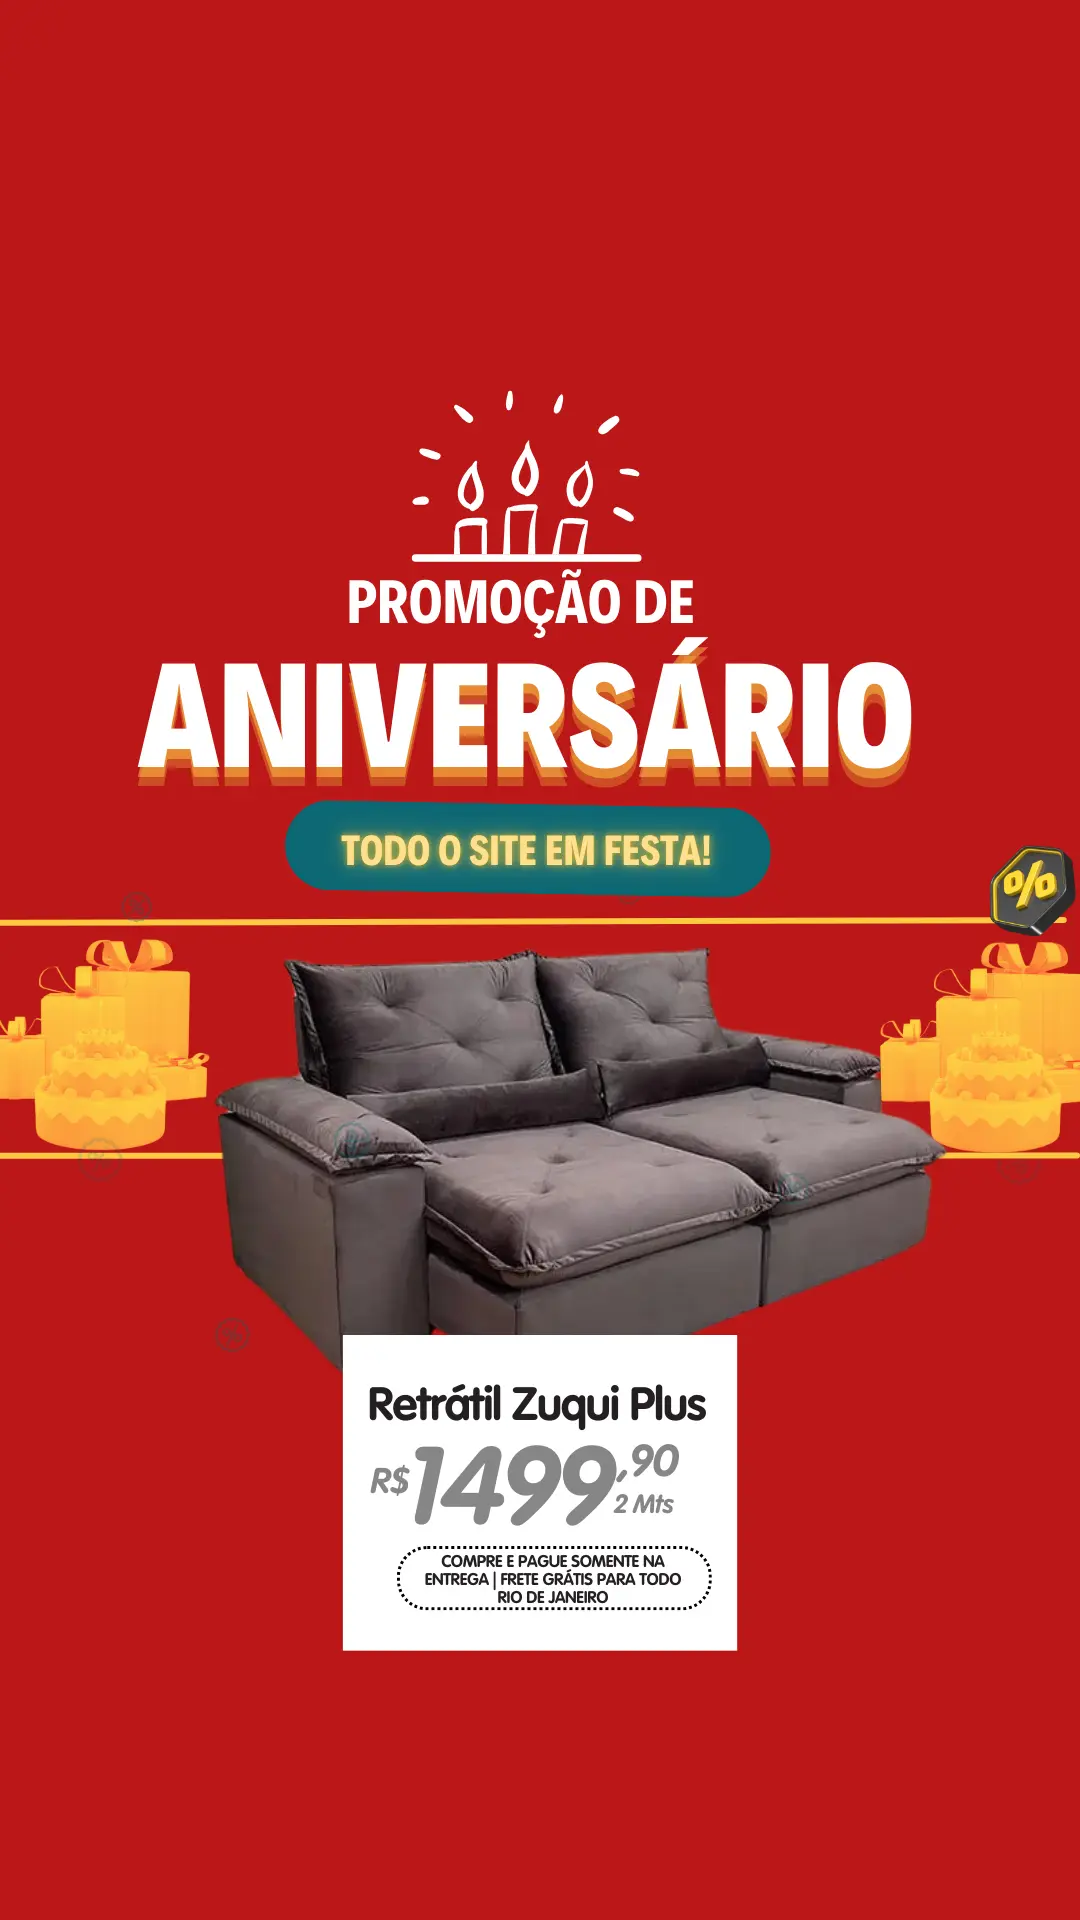 PROMOÇÃO DE
ANIVERSÁRIO
TODO O SITE EM FESTA!
%
Retrátil Zuqui Plus
R$1499,90
2 Mts
COMPRE E PAGUE SOMENTE NA
ENTREGA | FRETE GRÁTIS PARA TODO
RIO DE JANEIRO